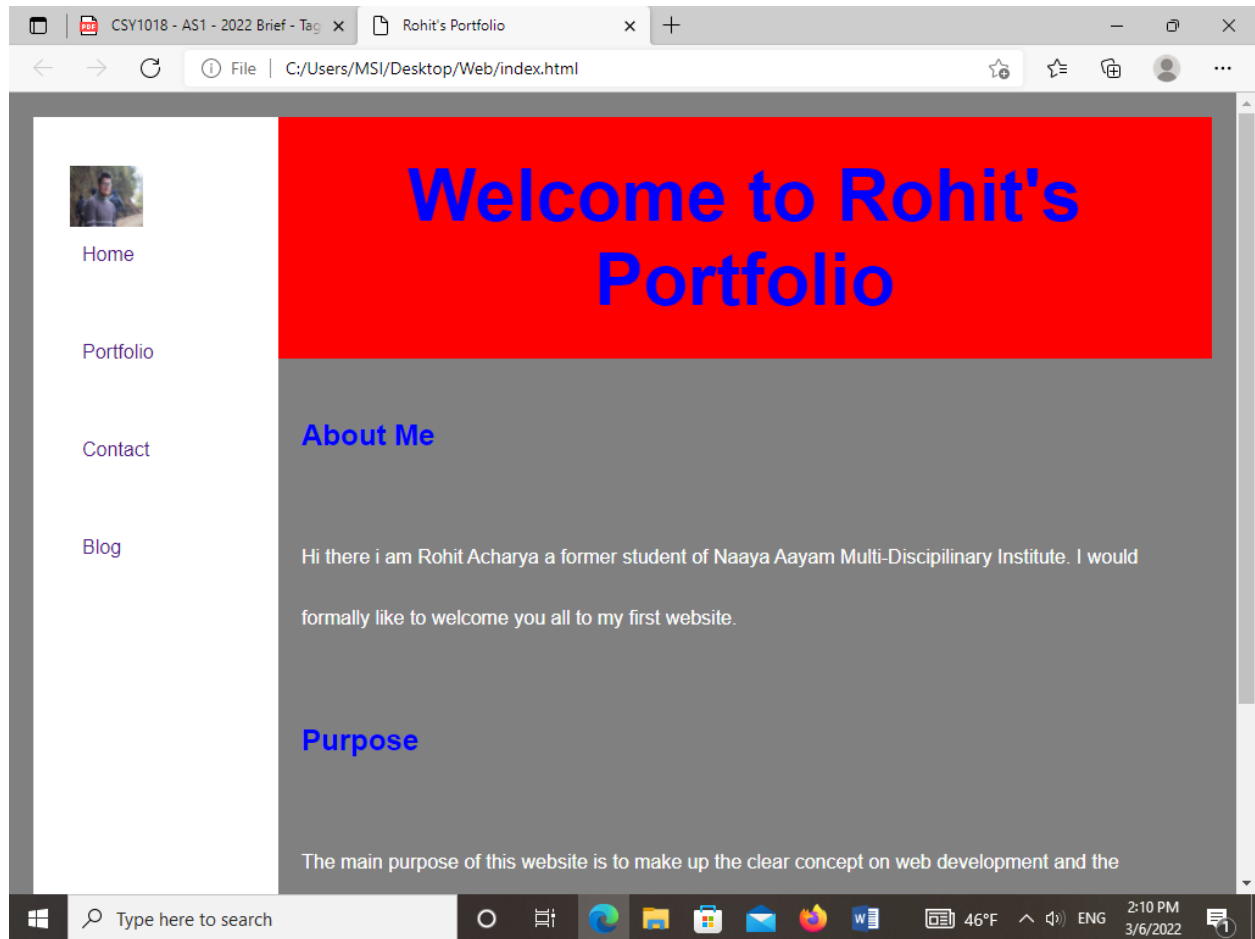 CSY1018 - AS1 - 2022 Brief - Tag
Rohit's Portfolio
File
C:/Users/MSI/Desktop/Web/index.html
Welcome to Rohit's
Portfolio
Home
Portfolio
Contact
Blog
About Me
Hi there i am Rohit Acharya a former student of Naaya Aayam Multi-Discipilinary Institute. I would
formally like to welcome you all to my first website.
Purpose
The main purpose of this website is to make up the clear concept on web development and the
Type here to search
46°F
ENG
2:10 PM
3/6/2022
1